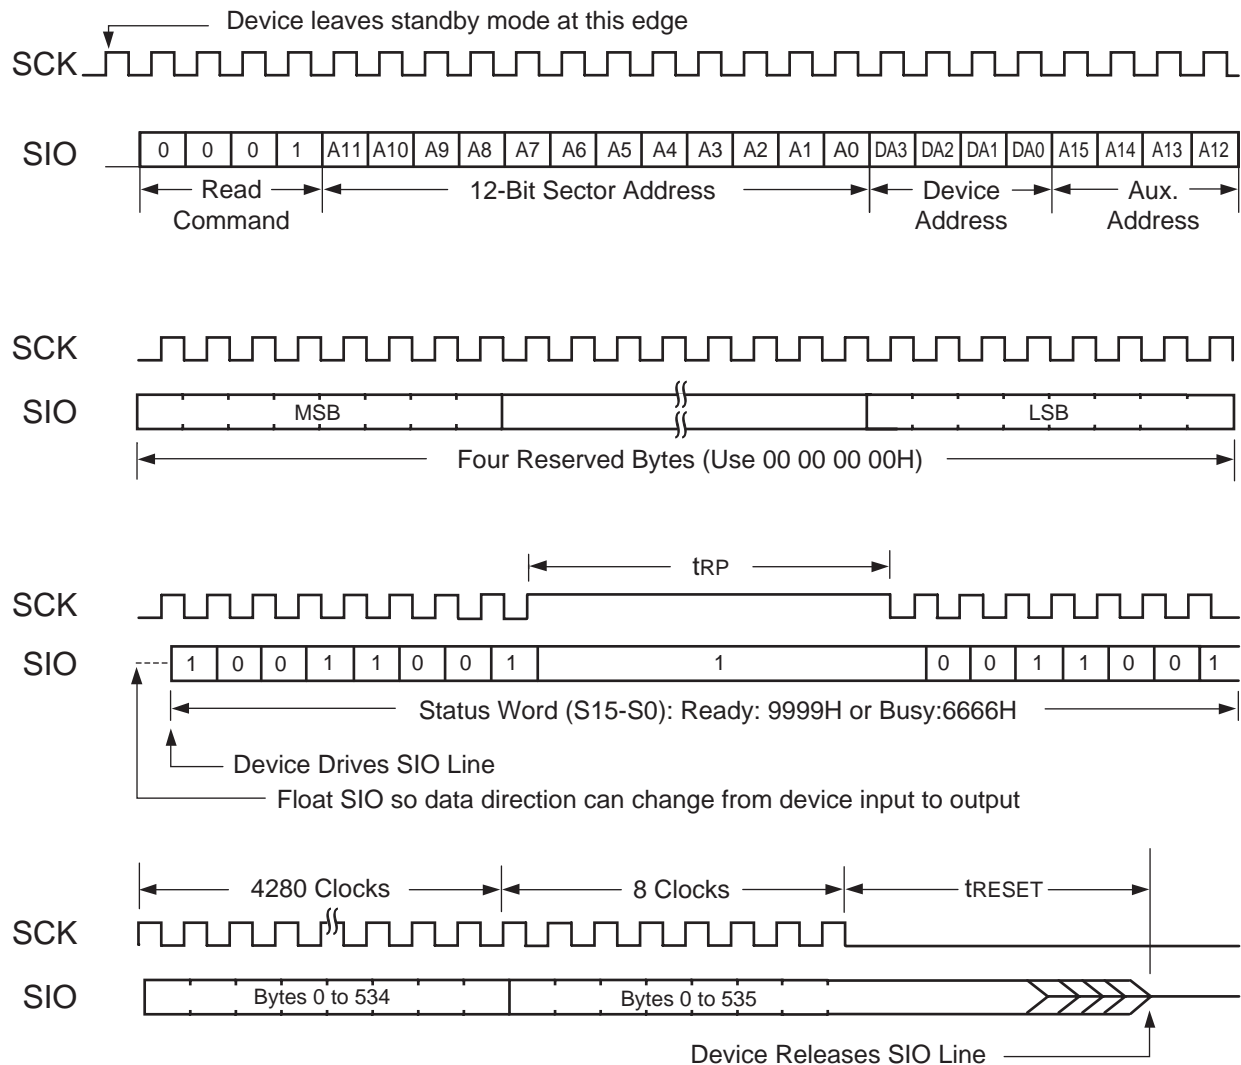 Device leaves standby mode at this edge
SCK
SIO 0 0 0 1 A11 A10 A9 A8 A7 A6 A5 A4 A3 A2 A1 A0 DA3 DA2 DA1 DA0 A15 A14 A13 A12
Read Command
12-Bit Sector Address
Device Address
Aux. Address
SCK
SIO MSB LSB
Four Reserved Bytes (Use 00 00 00 00H)
tRP
SCK
SIO 1 0 0 1 1 0 0 1 1 0 0 1 1 0 0 1
Status Word (S15-S0): Ready: 9999H or Busy:6666H
Device Drives SIO Line
Float SIO so data direction can change from device input to output
4280 Clocks 8 Clocks tRESET
SCK
SIO Bytes 0 to 534 Bytes 0 to 535
Device Releases SIO Line